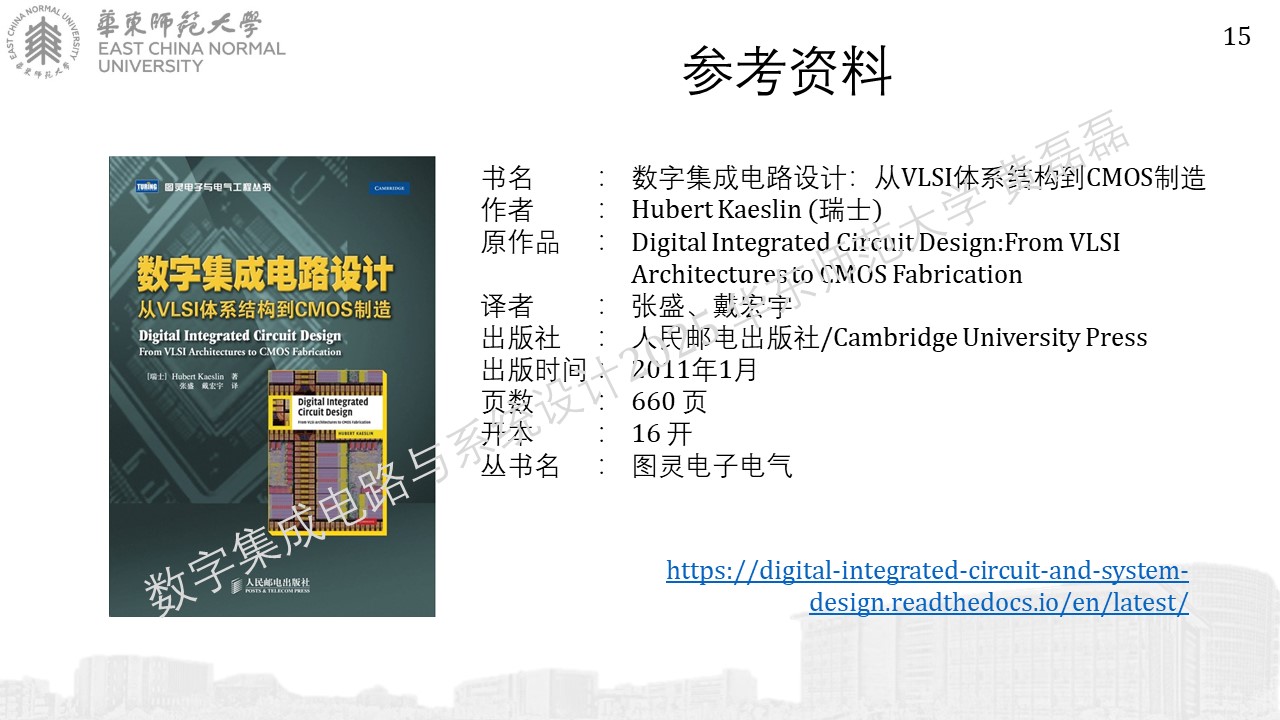 EAST CHINA NORMAL UNIVERSITY
華東師范大學
華東師范大學
EAST CHINA NORMAL
UNIVERSITY
15
参考资料
TURING 图灵电子与电气工程丛书
CAMBRIDGE
数字集成电路设计
从VLSI体系结构到CMOS制造
Digital Integrated Circuit Design
From VLSI Architectures to CMOS Fabrication
[瑞士] Hubert Kaeslin 著
张盛 戴宏宇 译
Digital Integrated
Circuit Design
From VLSI Architectures to CMOS Fabrication
HUBERT KAESLIN
人民邮电出版社
POSTS & TELECOM PRESS
书名 : 数字集成电路设计：从VLSI体系结构到CMOS制造
作者 : Hubert Kaeslin (瑞士)
原作品 : Digital Integrated Circuit Design:From VLSI
Architectures to CMOS Fabrication
译者 : 张盛、戴宏宇
出版社 : 人民邮电出版社/Cambridge University Press
出版时间 : 2011年1月
页数 : 660 页
开本 : 16 开
丛书名 : 图灵电子电气
https://digital-integrated-circuit-and-system-
design.readthedocs.io/en/latest/
数字集成电路与系统设计2025 华东师范大学 黄磊磊